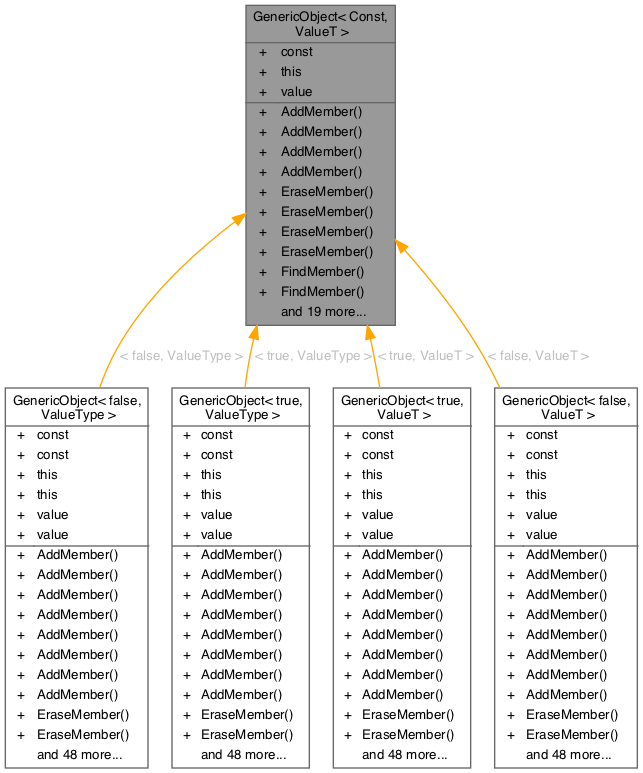 GenericObject< Const,
ValueT >
+ const
+ this
+ value
+ AddMember()
+ AddMember()
+ AddMember()
+ AddMember()
+ EraseMember()
+ EraseMember()
+ EraseMember()
+ EraseMember()
+ FindMember()
+ FindMember()
and 19 more...
< false, ValueType >
< true, ValueType >
< true, ValueT >
< false, ValueT >
GenericObject< false,
ValueType >
+ const
+ const
+ this
+ this
+ value
+ value
+ AddMember()
+ AddMember()
+ AddMember()
+ AddMember()
+ AddMember()
+ AddMember()
+ AddMember()
+ AddMember()
+ EraseMember()
+ EraseMember()
and 48 more...
GenericObject< true,
ValueType >
+ const
+ const
+ this
+ this
+ value
+ value
+ AddMember()
+ AddMember()
+ AddMember()
+ AddMember()
+ AddMember()
+ AddMember()
+ AddMember()
+ AddMember()
+ EraseMember()
+ EraseMember()
and 48 more...
GenericObject< true,
ValueT >
+ const
+ const
+ this
+ this
+ value
+ value
+ AddMember()
+ AddMember()
+ AddMember()
+ AddMember()
+ AddMember()
+ AddMember()
+ AddMember()
+ AddMember()
+ EraseMember()
+ EraseMember()
and 48 more...
GenericObject< false,
ValueT >
+ const
+ const
+ this
+ this
+ value
+ value
+ AddMember()
+ AddMember()
+ AddMember()
+ AddMember()
+ AddMember()
+ AddMember()
+ AddMember()
+ AddMember()
+ EraseMember()
+ EraseMember()
and 48 more...